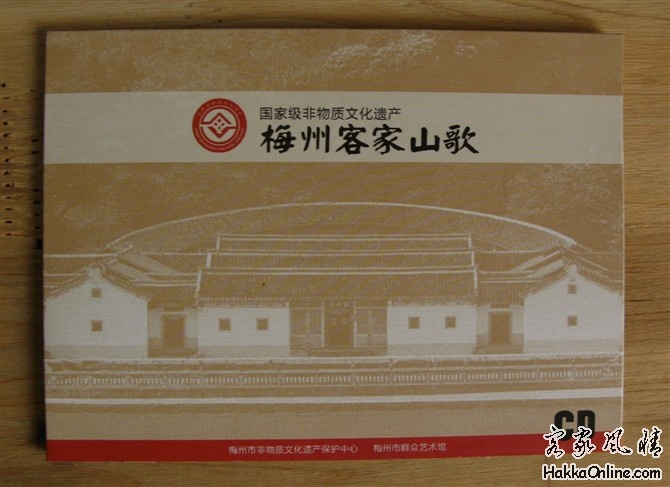 国家级非物质文化遗产
梅州客家山歌
CD
梅州市非物质文化遗产保护中心 梅州市群众艺术馆
客家风情
HakkaOnline.com